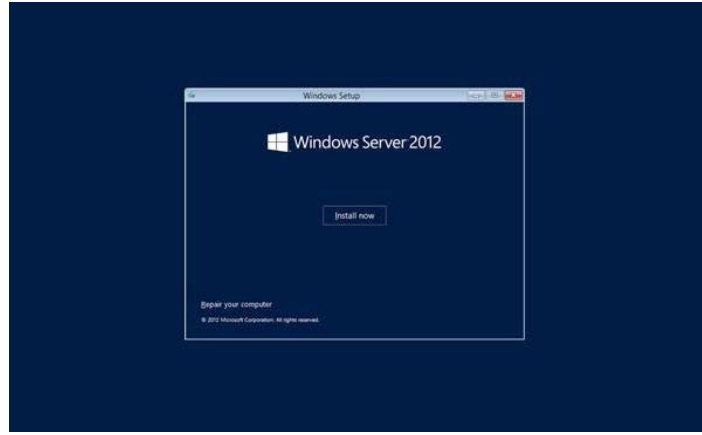 Windows Setup
Windows Server 2012
Install now
Repair your computer
© 2012 Microsoft Corporation. All rights reserved.